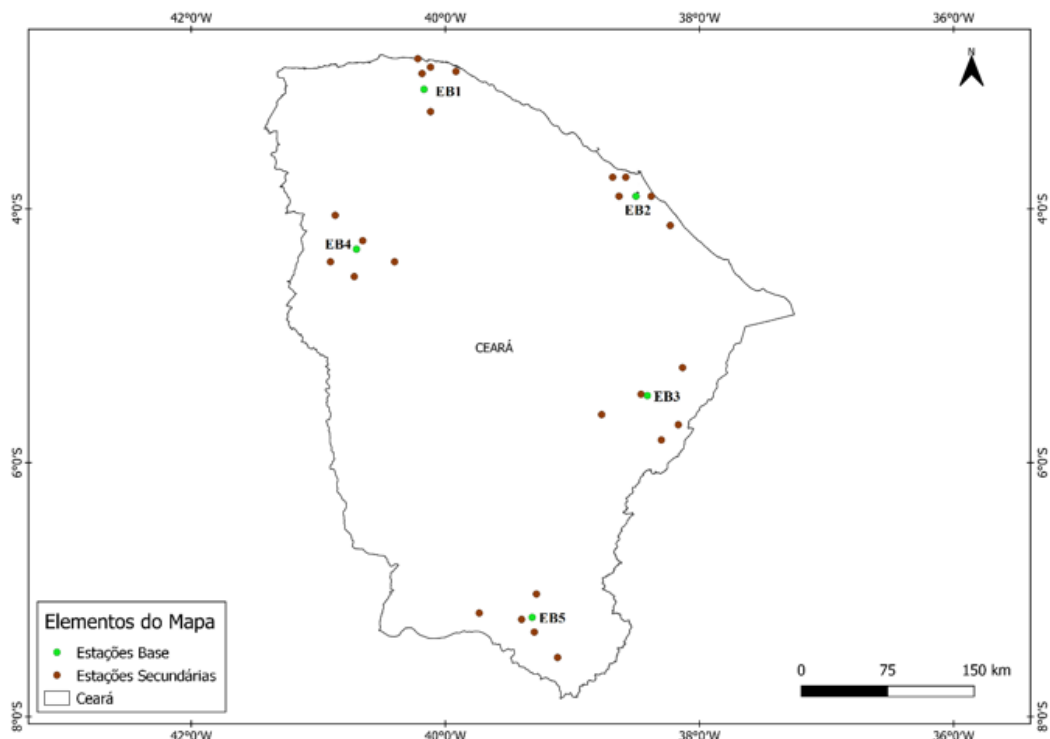 42°0'W 40°0'W 38°0'W 36°0'W
N
EB1
4°0'S 4°0'S
EB2
EB4
CEARÁ
EB3
6°0'S 6°0'S
EB5
Elementos do Mapa
Estações Base
Estações Secundárias
Ceará
0 75 150 km
8°0'S 8°0'S
42°0'W 40°0'W 38°0'W 36°0'W